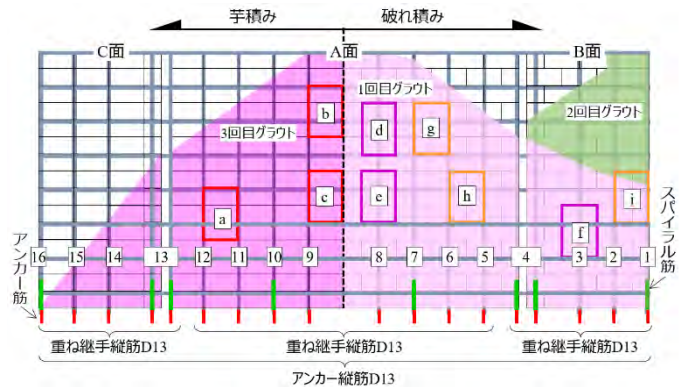 芋積み
破れ積み
C面
A面
B面
1回目グラウト
2回目グラウト
3回目グラウト
b
d
g
a
c
e
h
i
f
スパイラル筋
アンカー筋
16
15
14
13
12
11
10
9
8
7
6
5
4
3
2
1
重ね継手縦筋D13
重ね継手縦筋D13
重ね継手縦筋D13
アンカー縦筋D13